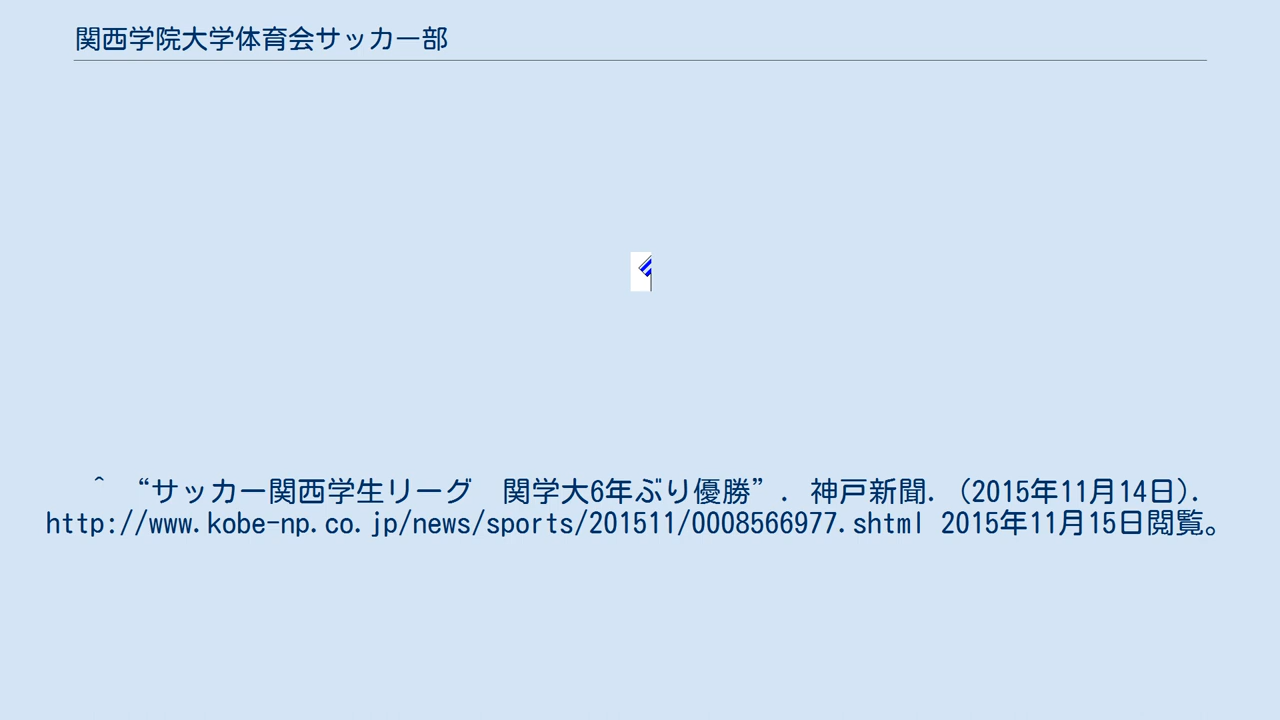 関西学院大学体育会サッカー部
^ “サッカー関西学生リーグ　関学大6年ぶり優勝”. 神戸新聞. (2015年11月14日).
http://www.kobe-np.co.jp/news/sports/201511/0008566977.shtml 2015年11月15日閲覧。